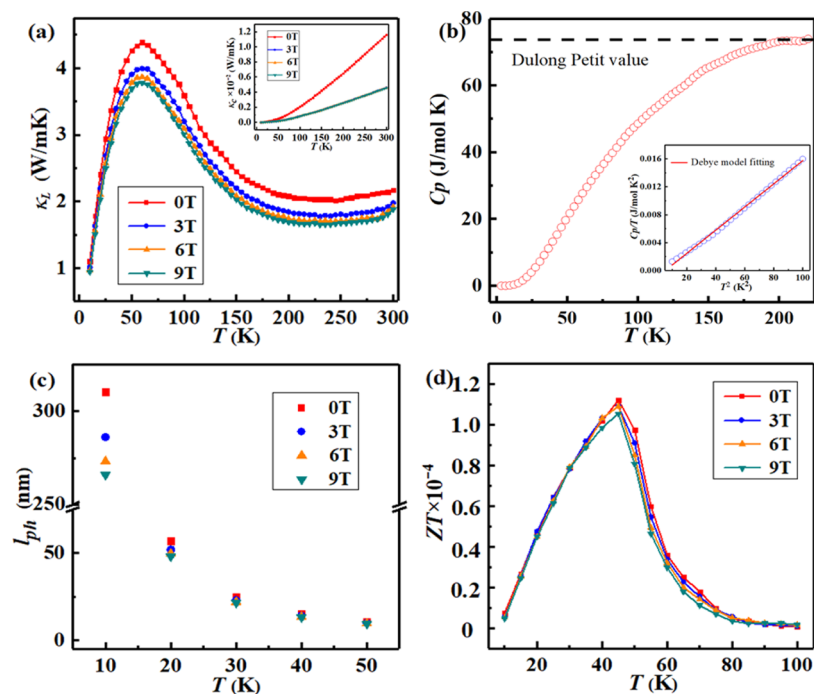 (a)
κL (W/mK)
4
3
2
1
0 50 100 150 200 250 300
T (K)
0T
3T
6T
9T
κc ×10⁻² (W/mK)
1.2
1.0
0.8
0.6
0.4
0.2
0.0
0 50 100 150 200 250 300
T (K)
0T
3T
6T
9T
(b)
Dulong Petit value
Cp (J/mol K)
80
60
40
20
0
0 50 100 150 200
T (K)
Debye model fitting
Cp/T (J/mol K²)
0.016
0.012
0.008
0.004
0.000
20 40 60 80 100
T² (K²)
(c)
lph (nm)
300
250
50
0
10 20 30 40 50
T (K)
0T
3T
6T
9T
(d)
ZT×10⁻⁴
1.2
1.0
0.8
0.6
0.4
0.2
0
20 40 60 80 100
T (K)
0T
3T
6T
9T